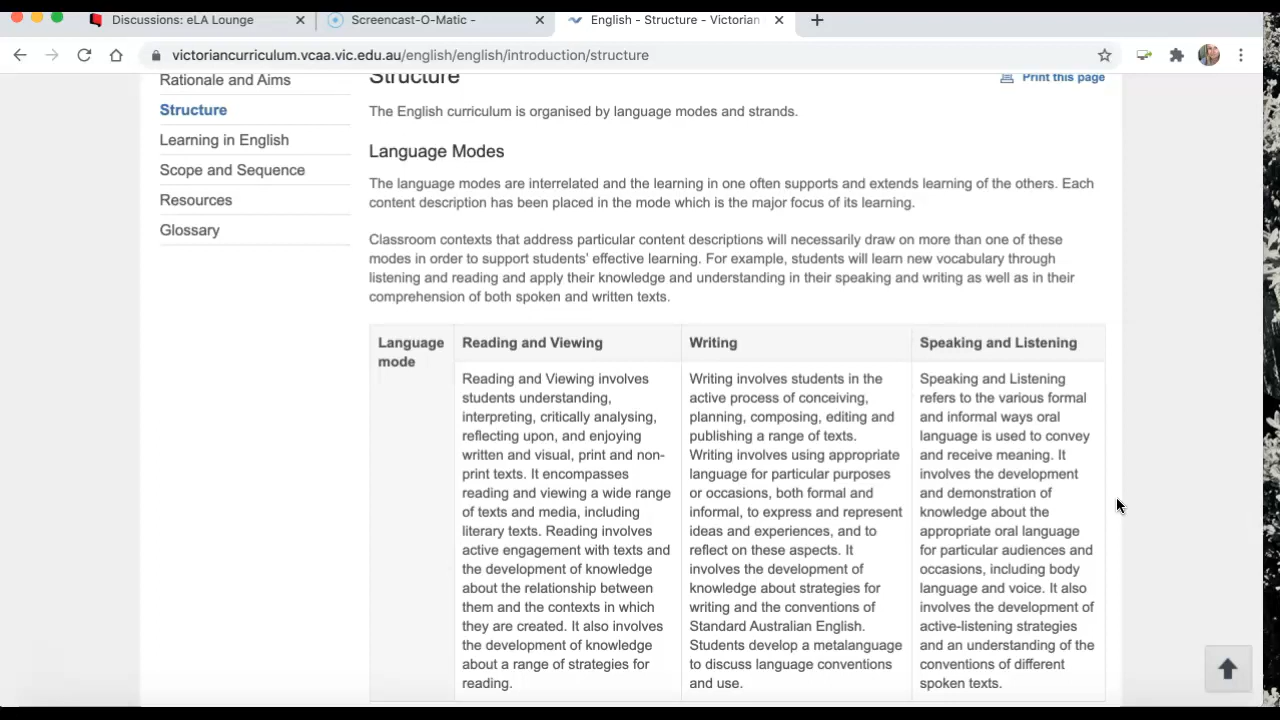 Discussions: eLA Lounge
Screencast-O-Matic -
English - Structure - Victorian
victoriancurriculum.vcaa.vic.edu.au/english/english/introduction/structure
Rationale and Aims
Structure
Learning in English
Scope and Sequence
Resources
Glossary
Structure
Print this page
The English curriculum is organised by language modes and strands.
Language Modes
The language modes are interrelated and the learning in one often supports and extends learning of the others. Each
content description has been placed in the mode which is the major focus of its learning.
Classroom contexts that address particular content descriptions will necessarily draw on more than one of these
modes in order to support students' effective learning. For example, students will learn new vocabulary through
listening and reading and apply their knowledge and understanding in their speaking and writing as well as in their
comprehension of both spoken and written texts.
Language
mode
Reading and Viewing
Reading and Viewing involves
students understanding,
interpreting, critically analysing,
reflecting upon, and enjoying
written and visual, print and non-
print texts. It encompasses
reading and viewing a wide range
of texts and media, including
literary texts. Reading involves
active engagement with texts and
the development of knowledge
about the relationship between
them and the contexts in which
they are created. It also involves
the development of knowledge
about a range of strategies for
reading.
Writing
Writing involves students in the
active process of conceiving,
planning, composing, editing and
publishing a range of texts.
Writing involves using appropriate
language for particular purposes
or occasions, both formal and
informal, to express and represent
ideas and experiences, and to
reflect on these aspects. It
involves the development of
knowledge about strategies for
writing and the conventions of
Standard Australian English.
Students develop a metalanguage
to discuss language conventions
and use.
Speaking and Listening
Speaking and Listening
refers to the various formal
and informal ways oral
language is used to convey
and receive meaning. It
involves the development
and demonstration of
knowledge about the
appropriate oral language
for particular audiences and
occasions, including body
language and voice. It also
involves the development of
active-listening strategies
and an understanding of the
conventions of different
spoken texts.